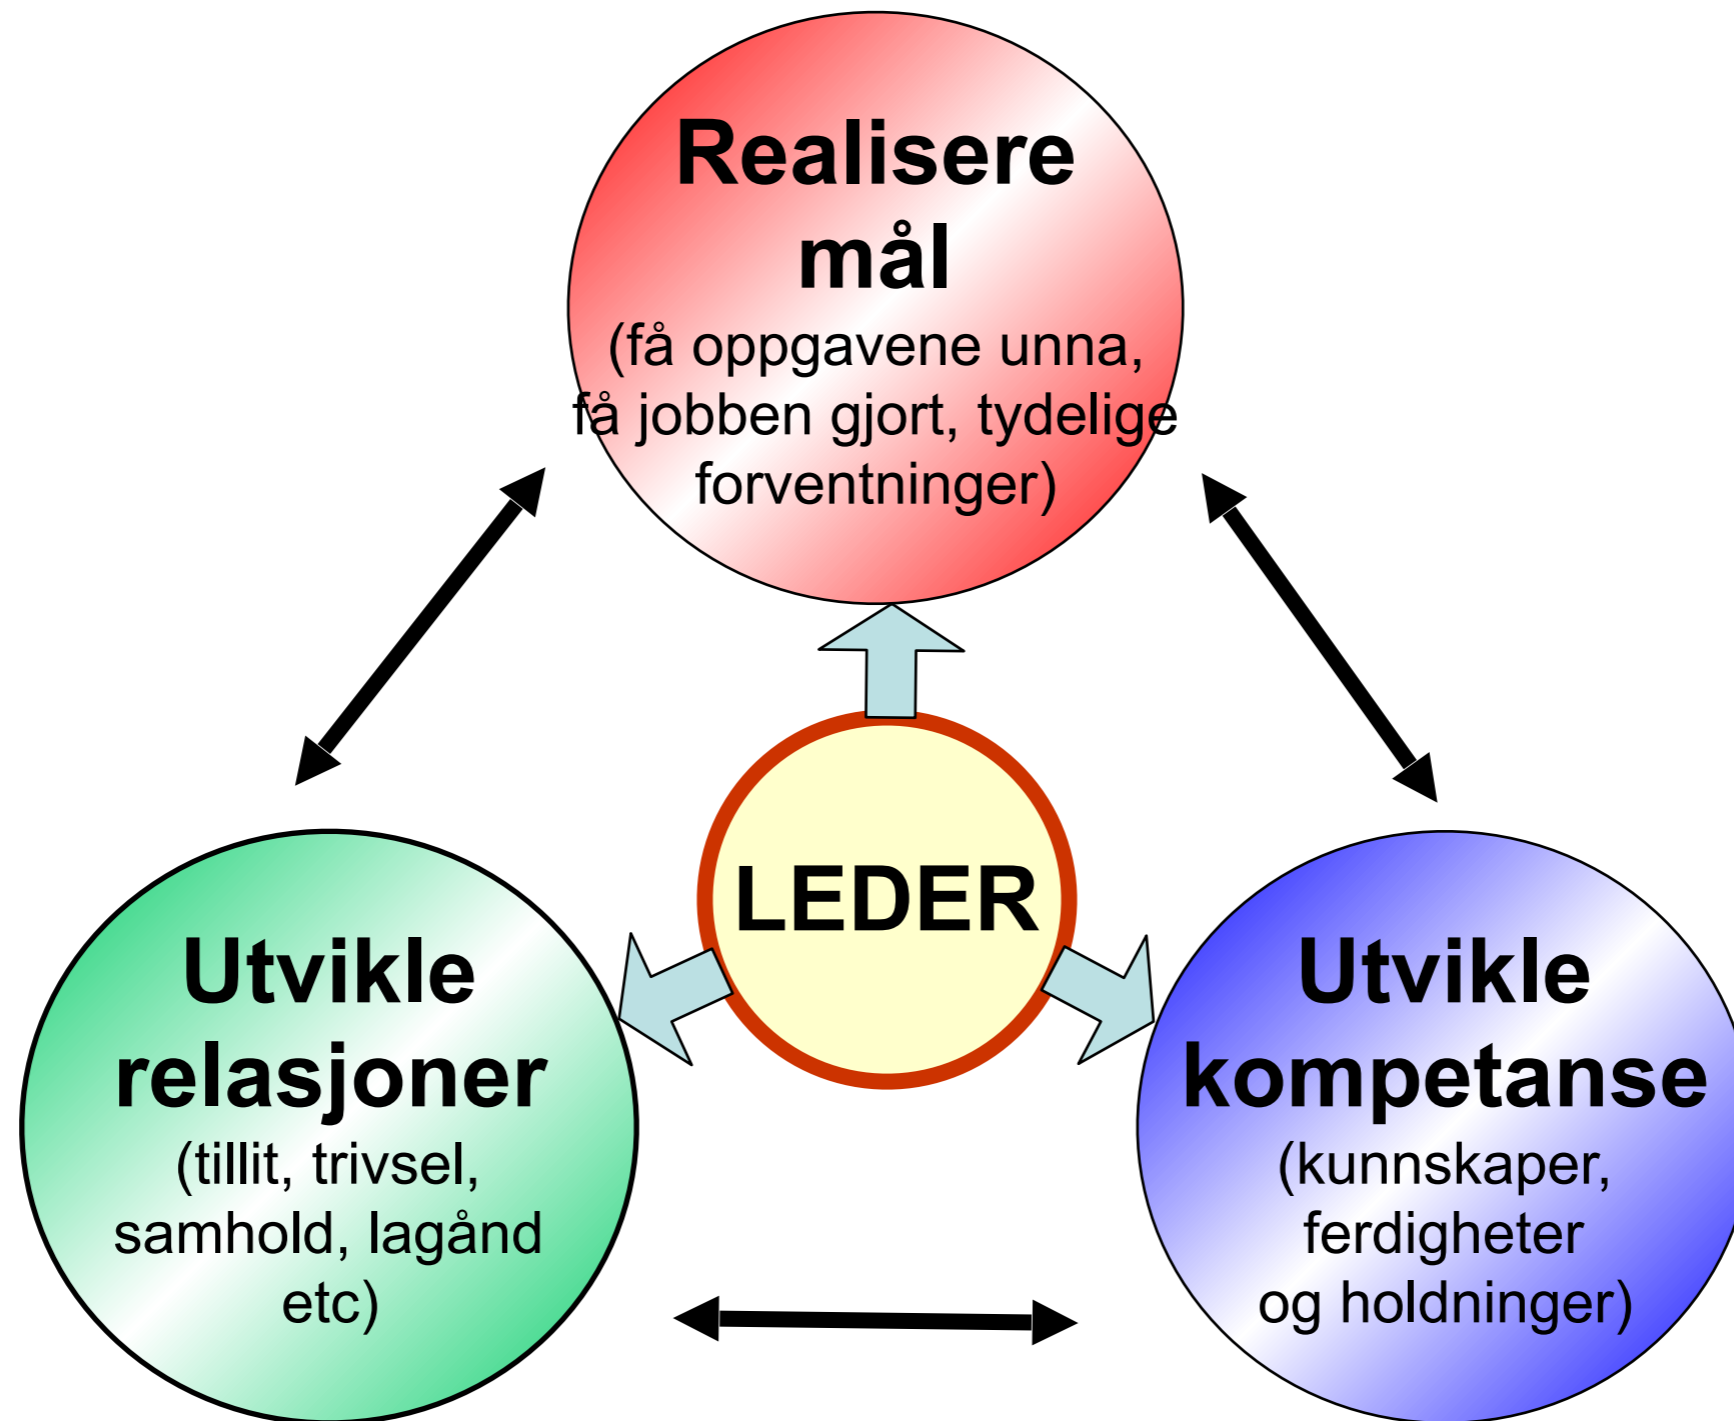 Realisere
mål
(få oppgavene unna,
få jobben gjort, tydelige
forventninger)
LEDER
Utvikle
relasjoner
(tillit, trivsel,
samhold, lagånd
etc)
Utvikle
kompetanse
(kunnskaper,
ferdigheter
og holdninger)